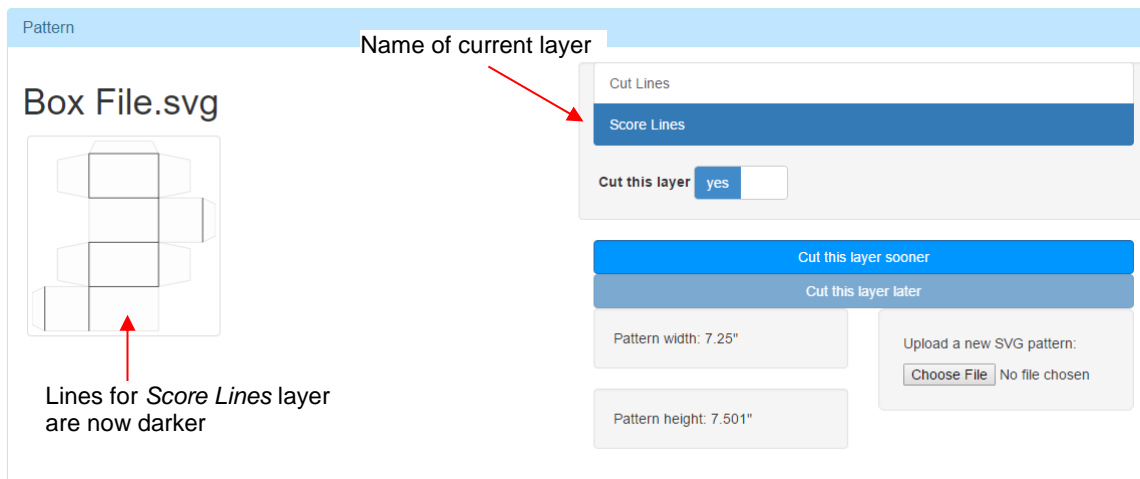 Pattern
Name of current layer
Box File.svg
Cut Lines
Score Lines
Cut this layer yes
Cut this layer sooner
Cut this layer later
Pattern width: 7.25"
Upload a new SVG pattern:
Choose File No file chosen
Lines for Score Lines layer
are now darker
Pattern height: 7.501"